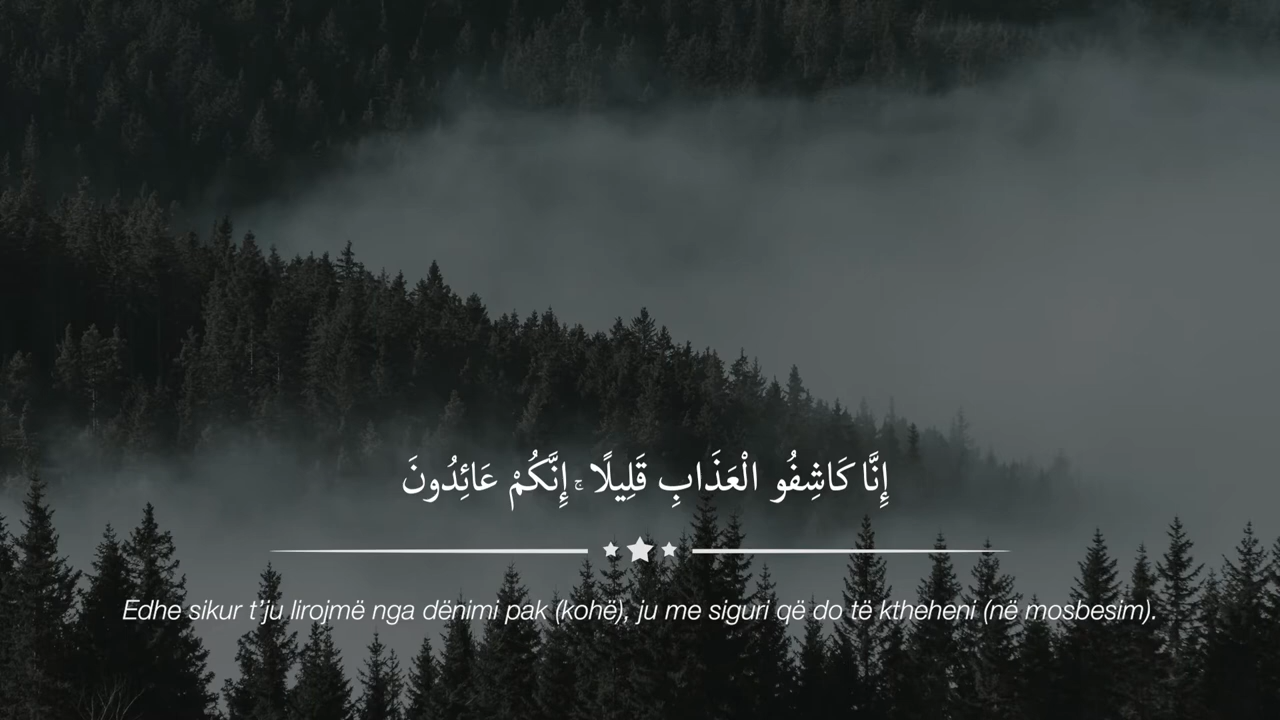 إِنَّا كَاشِفُو الْعَذَابِ قَلِيلًا ۚ إِنَّكُمْ عَائِدُونَ
Edhe sikur t’ju lirojmë nga dënimi pak (kohë), ju me siguri që do të ktheheni (në mosbesim).